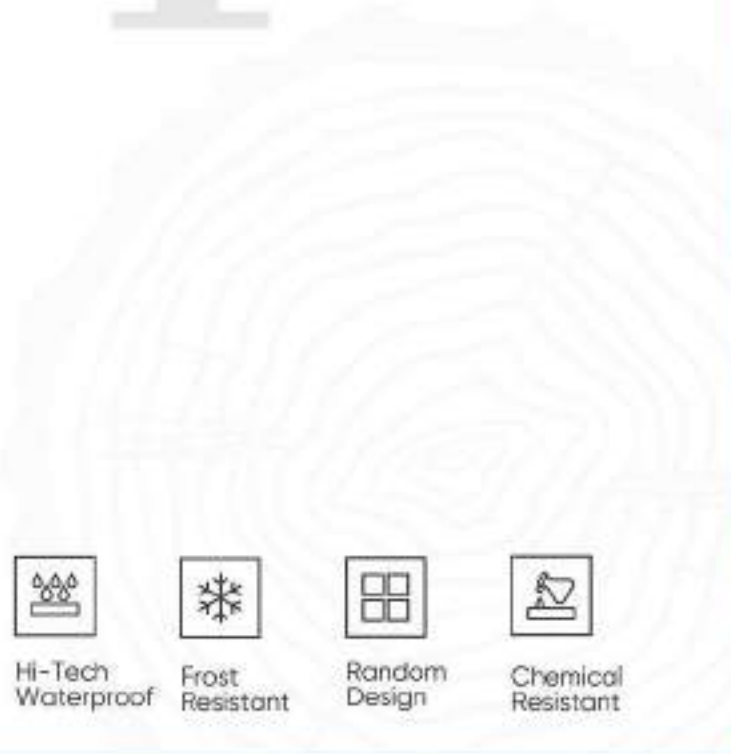 Hi-Tech
Waterproof
Frost
Resistant
Random
Design
Chemical
Resistant